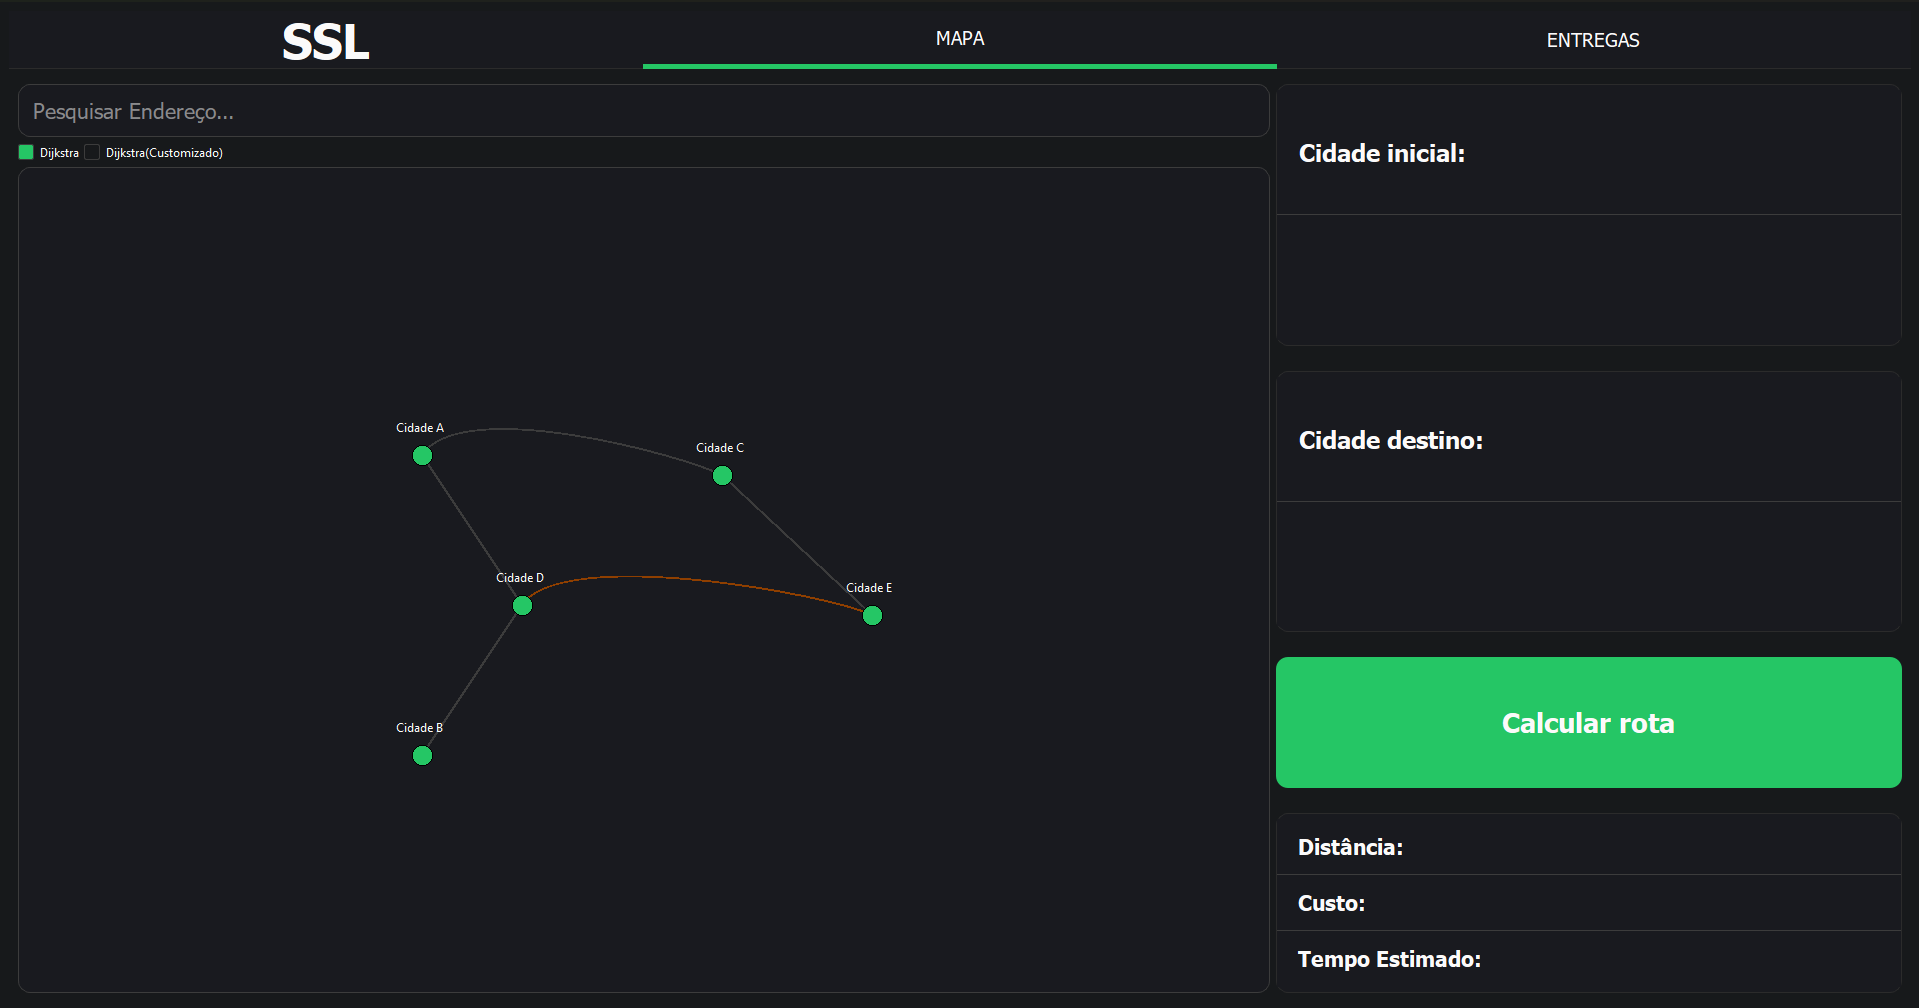 SSL
MAPA
ENTREGAS
Pesquisar Endereço...
Dijkstra
Dijkstra(Customizado)
Cidade inicial:
Cidade A
Cidade C
Cidade destino:
Cidade D
Cidade E
Cidade B
Calcular rota
Distância:
Custo:
Tempo Estimado: